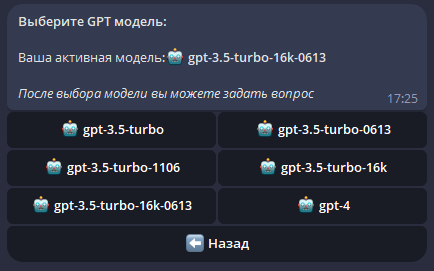 Выберите GPT модель:
Ваша активная модель:🤖 gpt-3.5-turbo-16k-0613
После выбора модели вы можете задать вопрос
17:25
🤖 gpt-3.5-turbo
🤖 gpt-3.5-turbo-0613
🤖 gpt-3.5-turbo-1106
🤖 gpt-3.5-turbo-16k
🤖 gpt-3.5-turbo-16k-0613
🤖 gpt-4
⬅️ Назад